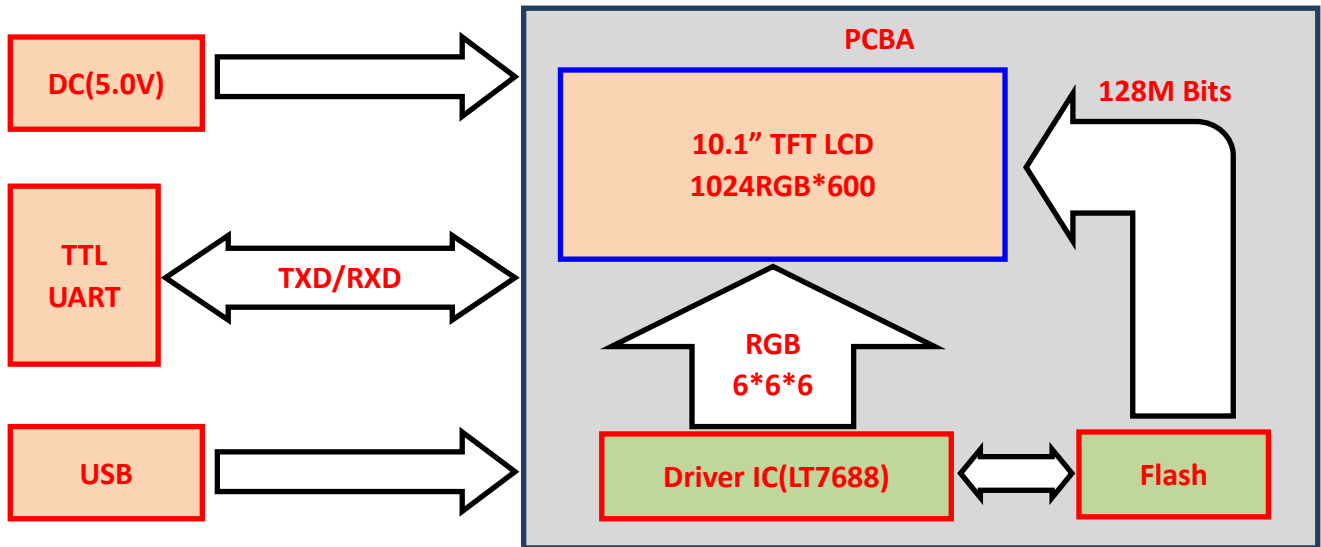 PCBA
DC(5.0V)
128M Bits
10.1” TFT LCD
1024RGB*600
TTL
UART
TXD/RXD
RGB
6*6*6
USB
Driver IC(LT7688)
Flash